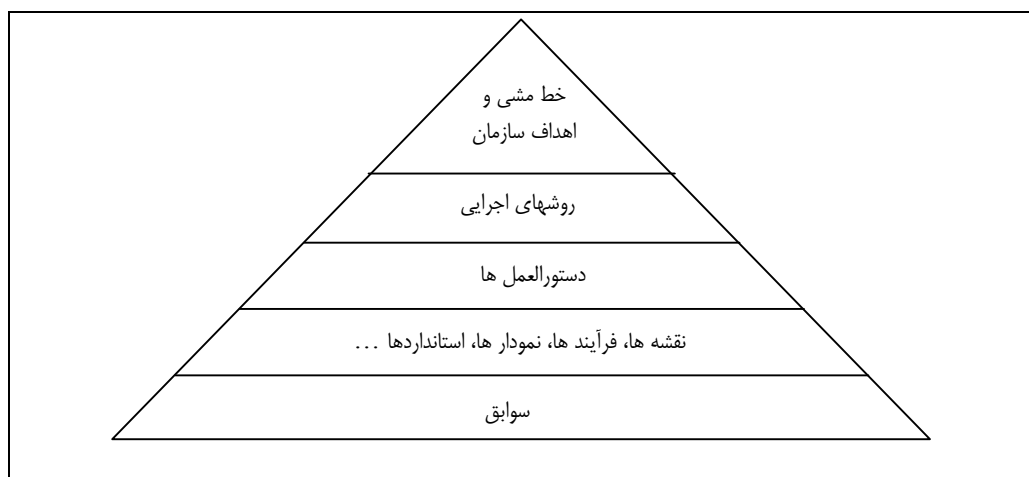 خط مشی و
اهداف سازمان
روشهای اجرایی
دستورالعمل ها
نقشه ها، فرآیند ها، نمودار ها، استانداردها ...
سوابق